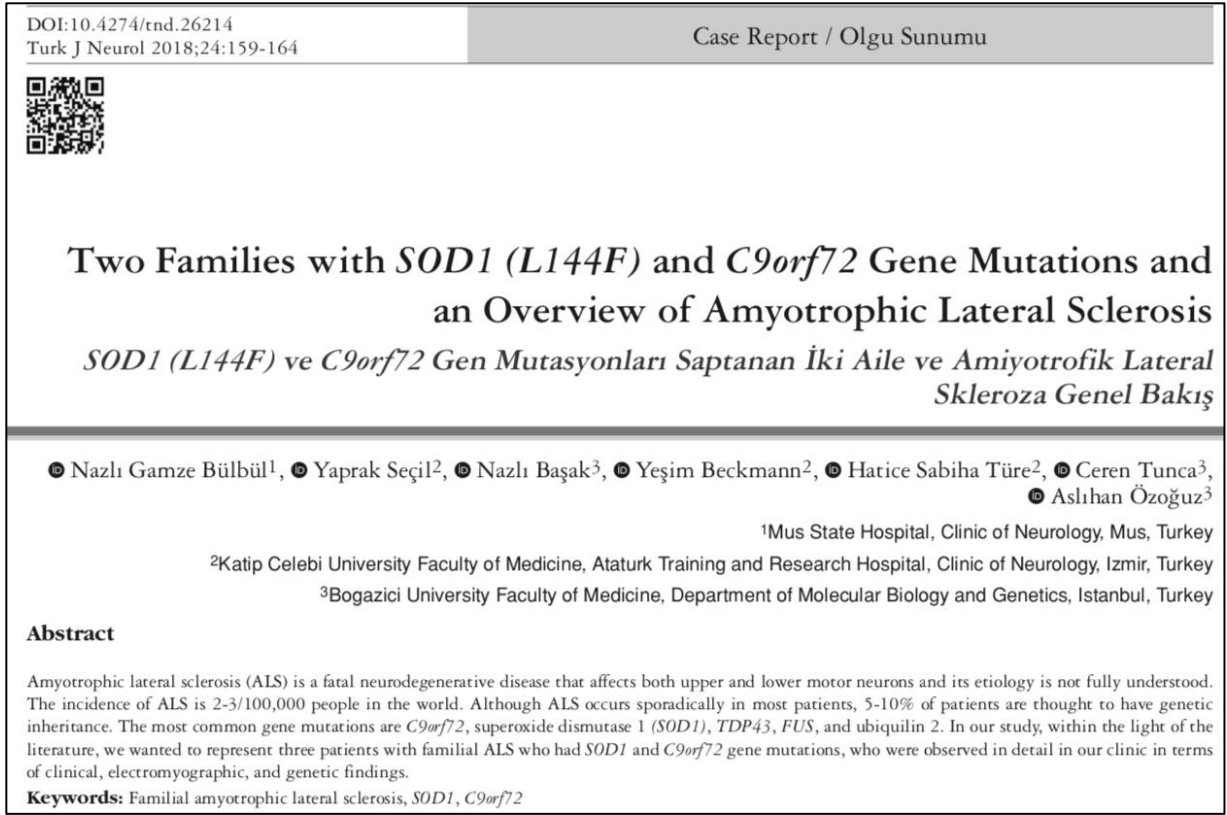 DOI:10.4274/tnd.26214
Turk J Neurol 2018;24:159-164
Case Report / Olgu Sunumu
Two Families with SOD1 (L144F) and C9orf72 Gene Mutations and
an Overview of Amyotrophic Lateral Sclerosis
SOD1 (L144F) ve C9orf72 Gen Mutasyonları Saptanan İki Aile ve Amiyotrofik Lateral
Skleroza Genel Bakış
iD Nazlı Gamze Bülbül1, iD Yaprak Seçil2, iD Nazlı Başak3, iD Yeşim Beckmann2, iD Hatice Sabiha Türe2, iD Ceren Tunca3,
iD Aslıhan Özoğuz3
1Mus State Hospital, Clinic of Neurology, Mus, Turkey
2Katip Celebi University Faculty of Medicine, Ataturk Training and Research Hospital, Clinic of Neurology, Izmir, Turkey
3Bogazici University Faculty of Medicine, Department of Molecular Biology and Genetics, Istanbul, Turkey
Abstract
Amyotrophic lateral sclerosis (ALS) is a fatal neurodegenerative disease that affects both upper and lower motor neurons and its etiology is not fully understood.
The incidence of ALS is 2-3/100,000 people in the world. Although ALS occurs sporadically in most patients, 5-10% of patients are thought to have genetic
inheritance. The most common gene mutations are C9orf72, superoxide dismutase 1 (SOD1), TDP43, FUS, and ubiquilin 2. In our study, within the light of the
literature, we wanted to represent three patients with familial ALS who had SOD1 and C9orf72 gene mutations, who were observed in detail in our clinic in terms
of clinical, electromyographic, and genetic findings.
Keywords: Familial amyotrophic lateral sclerosis, SOD1, C9orf72